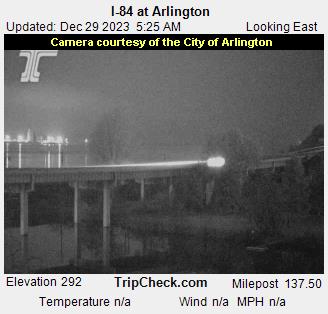 I-84 at Arlington
Updated: Dec 29 2023 5:25 AM Looking East
Camera courtesy of the City of Arlington
Elevation 292 TripCheck.com Milepost 137.50
Temperature n/a Wind n/a MPH n/a